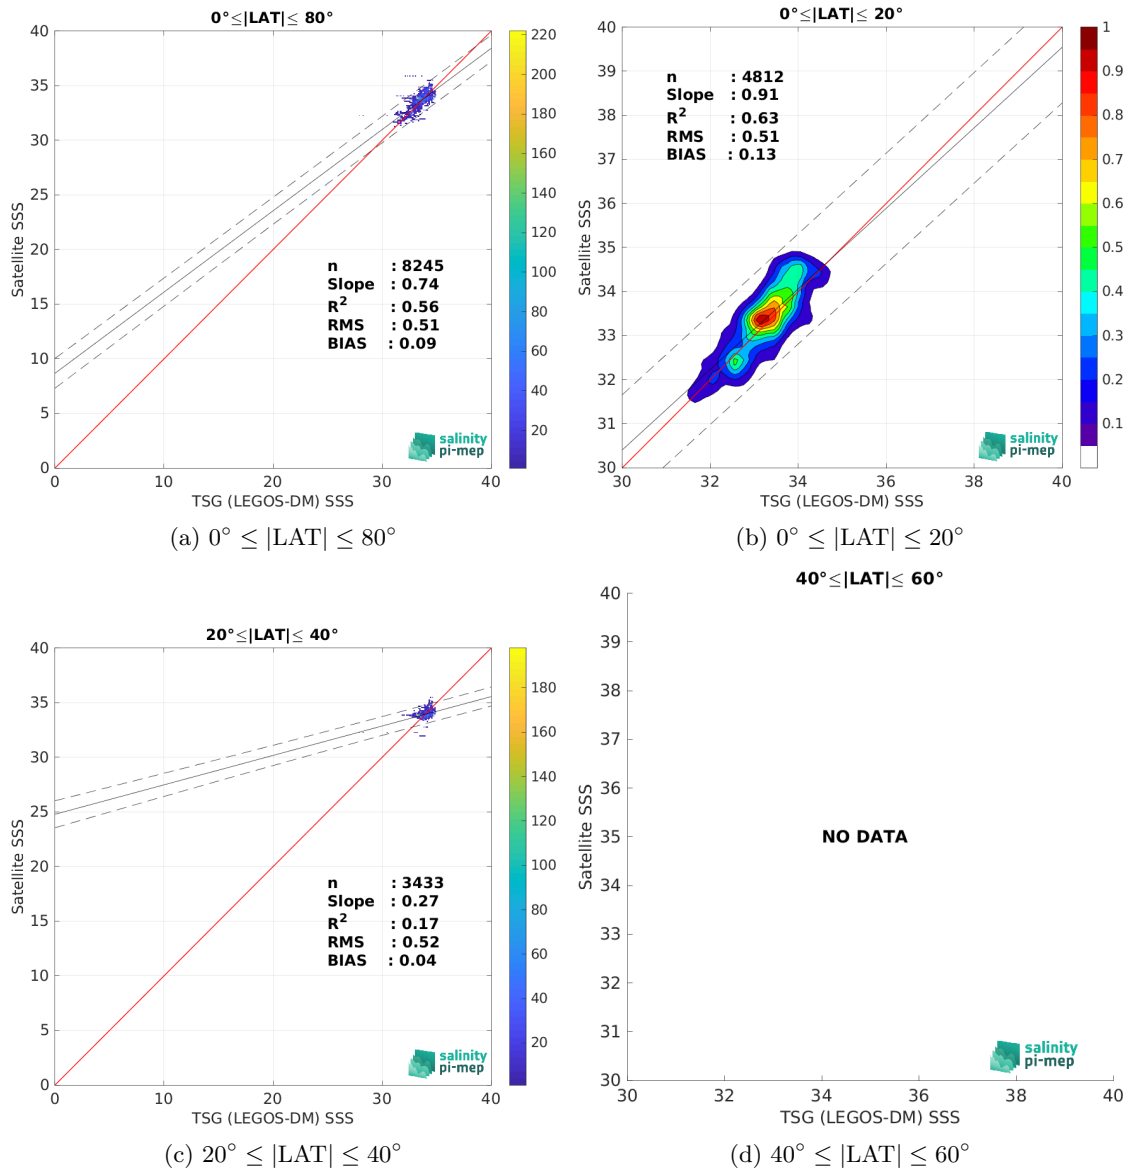 0°≤|LAT|≤ 80°
40
35
30
25
20
15
10
5
0
Satellite SSS
n : 8245
Slope : 0.74
R² : 0.56
RMS : 0.51
BIAS : 0.09
salinity
pi-mep
0 10 20 30 40
TSG (LEGOS-DM) SSS
220
200
180
160
140
120
100
80
60
40
20
(a) 0° ≤ |LAT| ≤ 80°
0°≤|LAT|≤ 20°
40
39
38
37
36
35
34
33
32
31
30
Satellite SSS
n : 4812
Slope : 0.91
R² : 0.63
RMS : 0.51
BIAS : 0.13
salinity
pi-mep
30 32 34 36 38 40
TSG (LEGOS-DM) SSS
1
0.9
0.8
0.7
0.6
0.5
0.4
0.3
0.2
0.1
(b) 0° ≤ |LAT| ≤ 20°
20°≤|LAT|≤ 40°
40
35
30
25
20
15
10
5
0
Satellite SSS
n : 3433
Slope : 0.27
R² : 0.17
RMS : 0.52
BIAS : 0.04
salinity
pi-mep
0 10 20 30 40
TSG (LEGOS-DM) SSS
180
160
140
120
100
80
60
40
20
(c) 20° ≤ |LAT| ≤ 40°
40°≤|LAT|≤ 60°
40
39
38
37
36
35
34
33
32
31
30
Satellite SSS
NO DATA
salinity
pi-mep
30 32 34 36 38 40
TSG (LEGOS-DM) SSS
(d) 40° ≤ |LAT| ≤ 60°